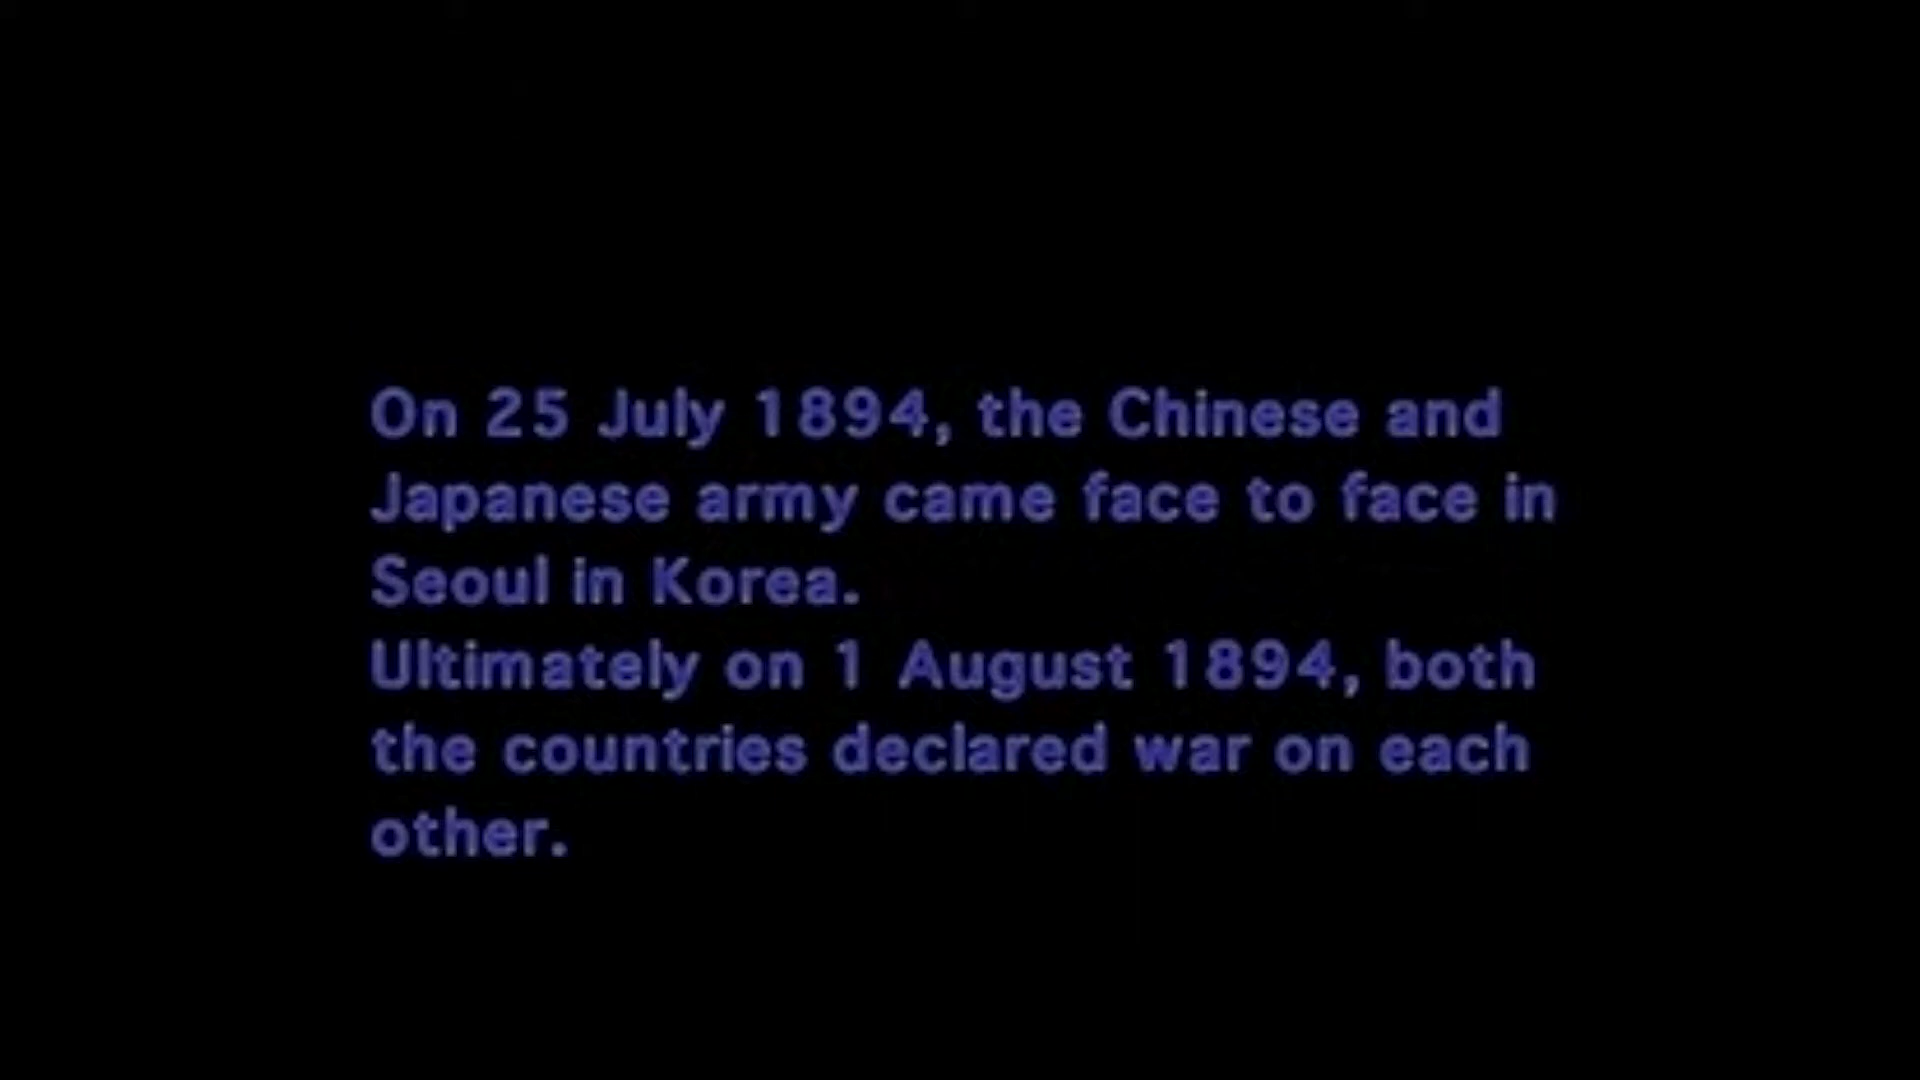 On 25 July 1894, the Chinese and
Japanese army came face to face in
Seoul in Korea.
Ultimately on 1 August 1894, both
the countries declared war on each
other.